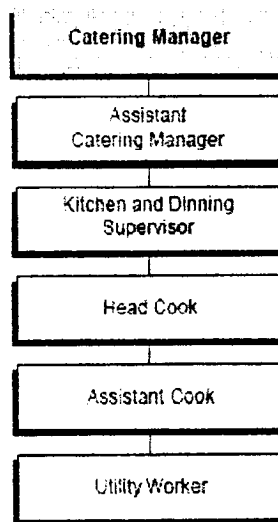 Catering Manager
Assistant
Catering Manager
Kitchen and Dinning
Supervisor
Head Cook
Assistant Cook
Utility Worker